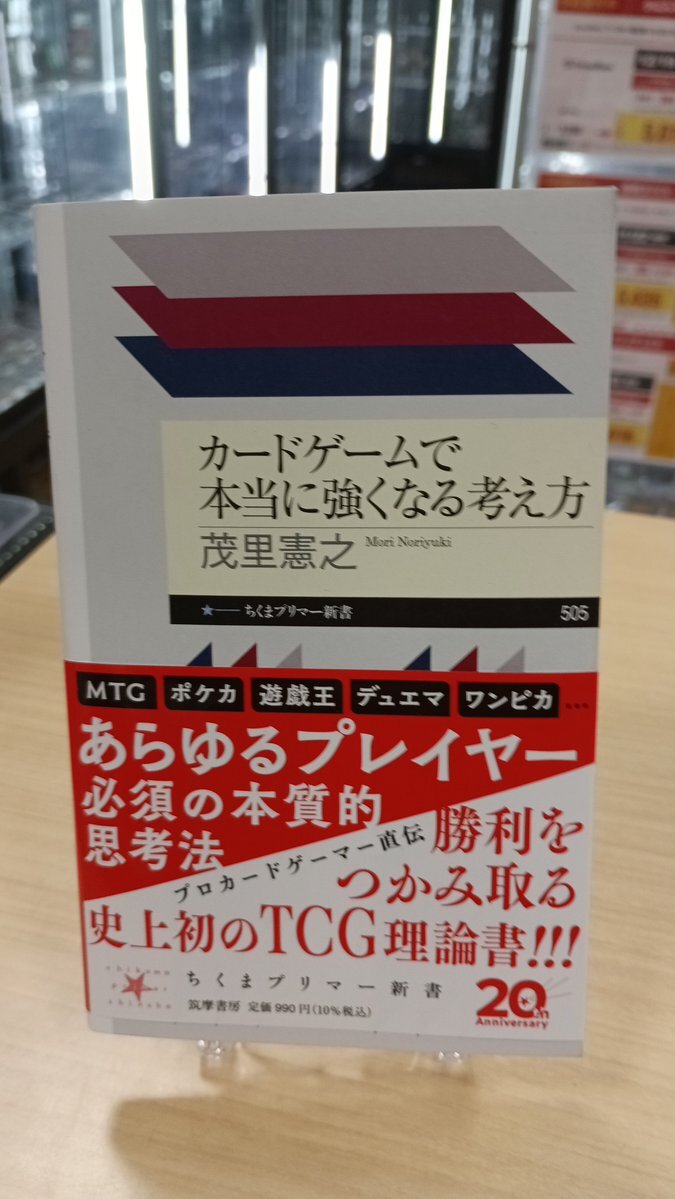 カードゲームで
本当に強くなる考え方
茂里憲之 Mori Noriyuki
★――ちくまプリマー新書 505
MTG ポケカ 遊戯王 デュエマ ワンピカ …
あらゆるプレイヤー
必須の本質的
思考法
プロカードゲーマー直伝
勝利を
つかみ取る
史上初のTCG理論書!!!
chikuma
primer
shinsho
ちくまプリマー新書
筑摩書房 定価990円(10%税込)
20th
Anniversary